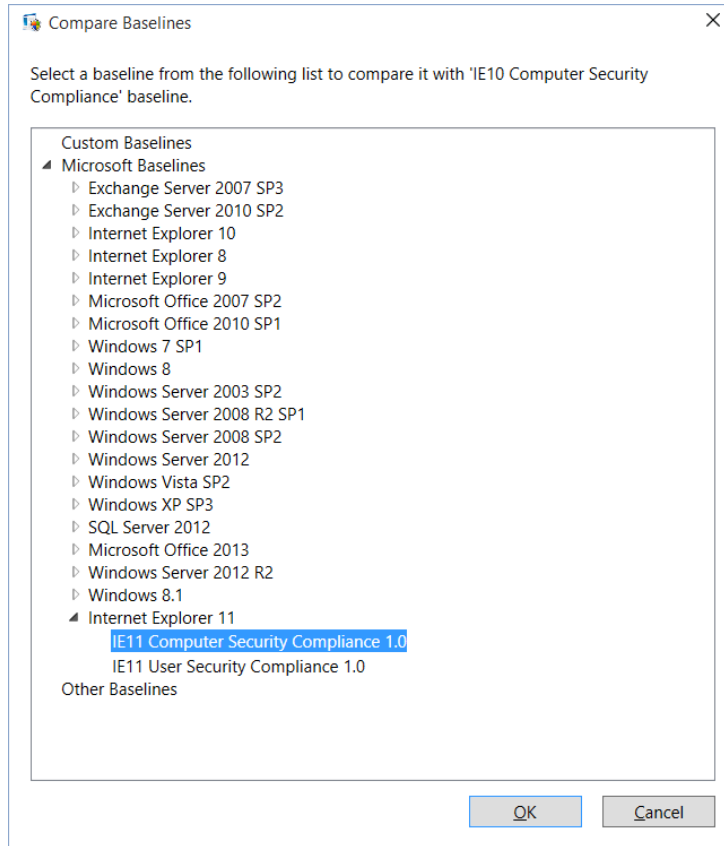 Compare Baselines
Select a baseline from the following list to compare it with 'IE10 Computer Security
Compliance' baseline.
Custom Baselines
Microsoft Baselines
Exchange Server 2007 SP3
Exchange Server 2010 SP2
Internet Explorer 10
Internet Explorer 8
Internet Explorer 9
Microsoft Office 2007 SP2
Microsoft Office 2010 SP1
Windows 7 SP1
Windows 8
Windows Server 2003 SP2
Windows Server 2008 R2 SP1
Windows Server 2008 SP2
Windows Server 2012
Windows Vista SP2
Windows XP SP3
SQL Server 2012
Microsoft Office 2013
Windows Server 2012 R2
Windows 8.1
Internet Explorer 11
IE11 Computer Security Compliance 1.0
IE11 User Security Compliance 1.0
Other Baselines
OK Cancel